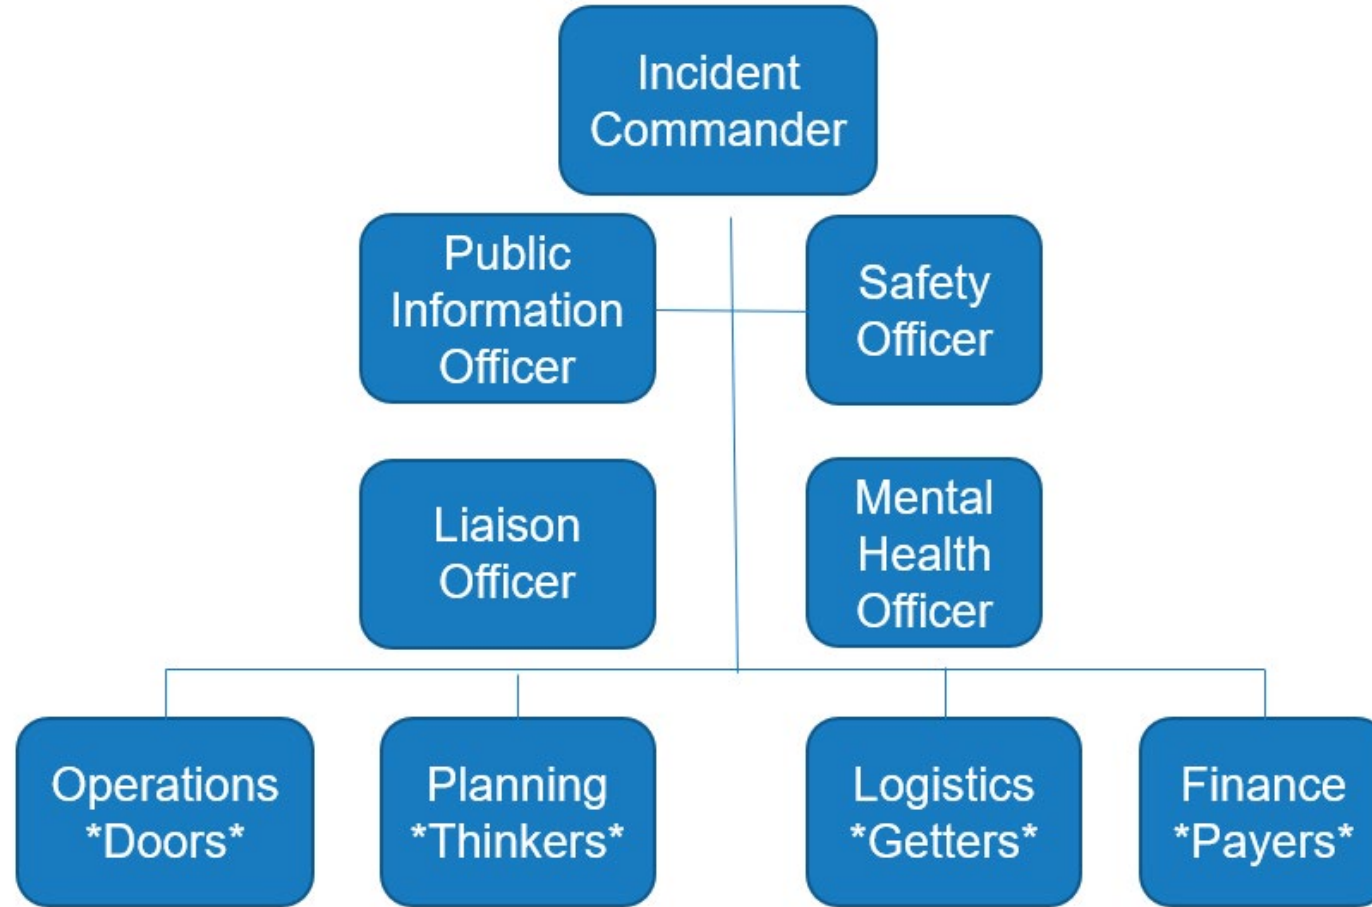 Incident
Commander
Public
Information
Officer
Safety
Officer
Liaison
Officer
Mental
Health
Officer
Operations
*Doors*
Planning
*Thinkers*
Logistics
*Getters*
Finance
*Payers*